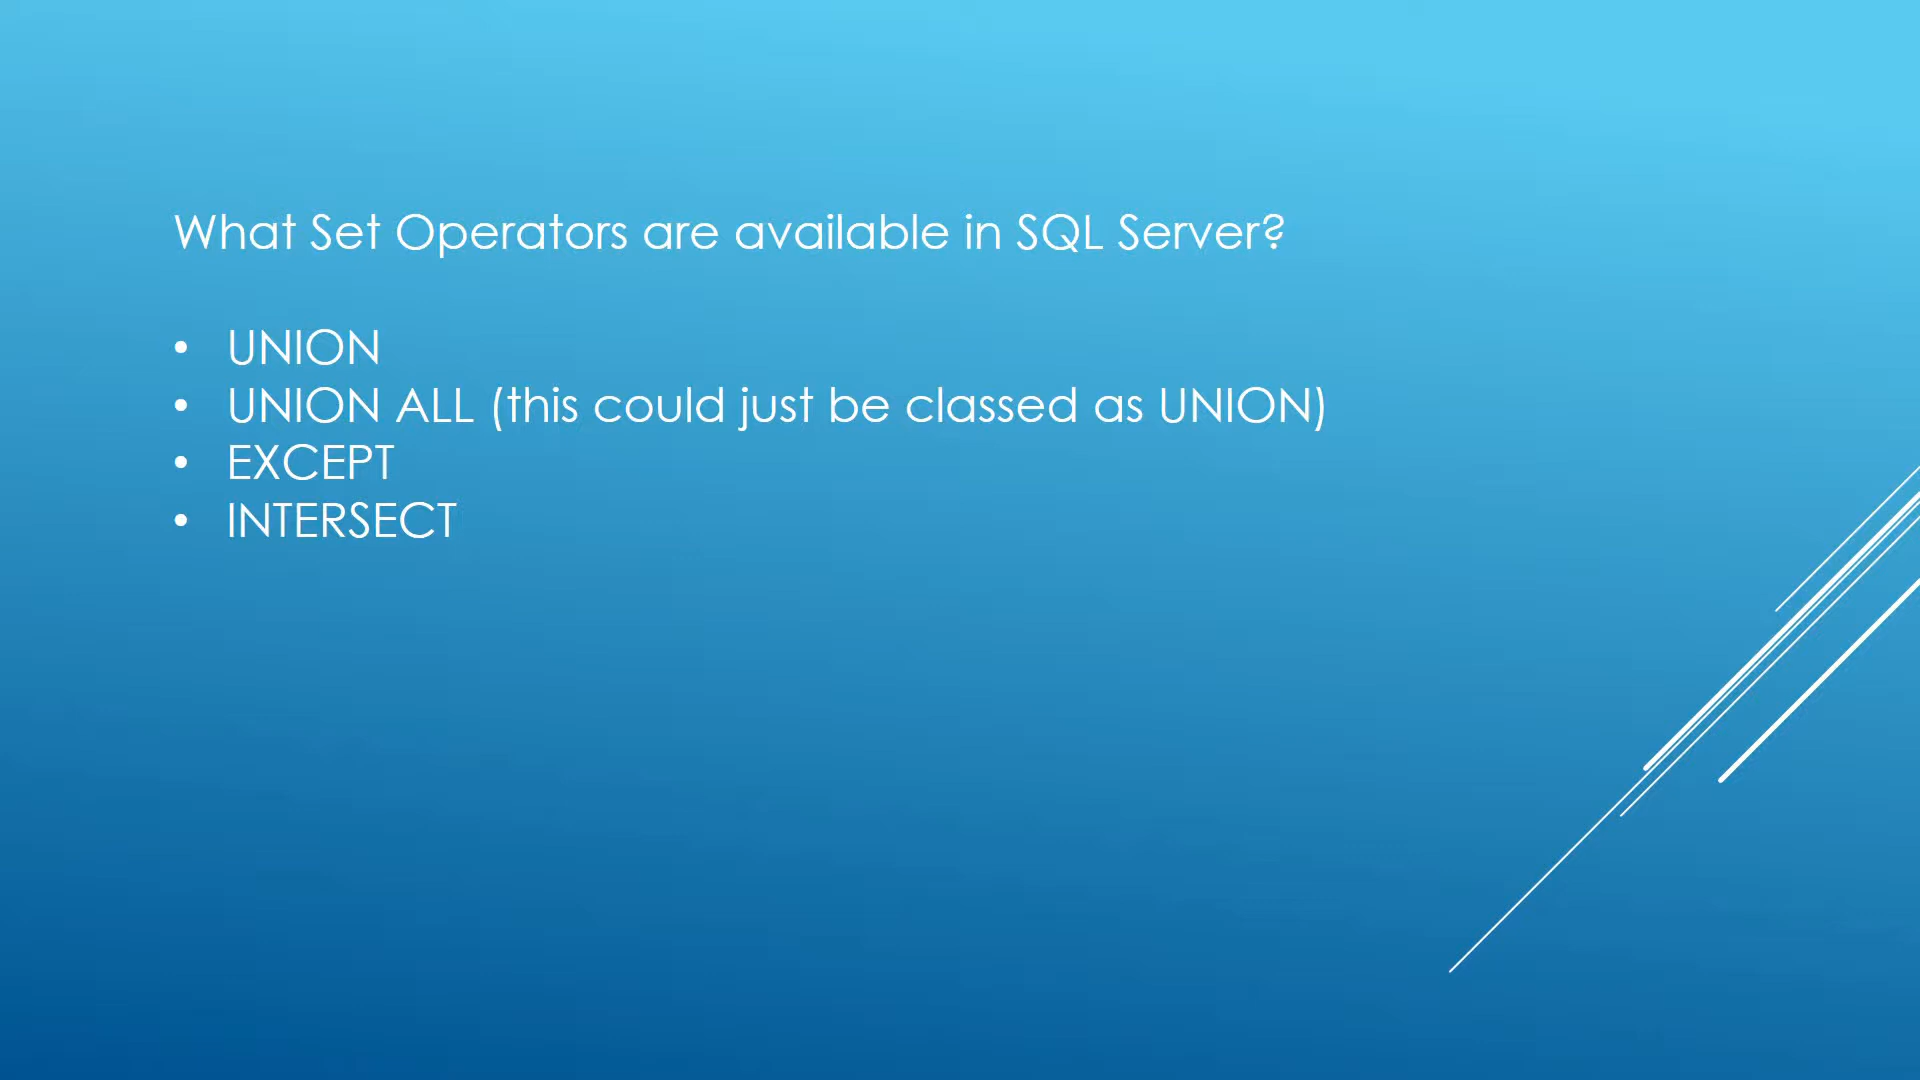 What Set Operators are available in SQL Server?
• UNION
• UNION ALL (this could just be classed as UNION)
• EXCEPT
• INTERSECT